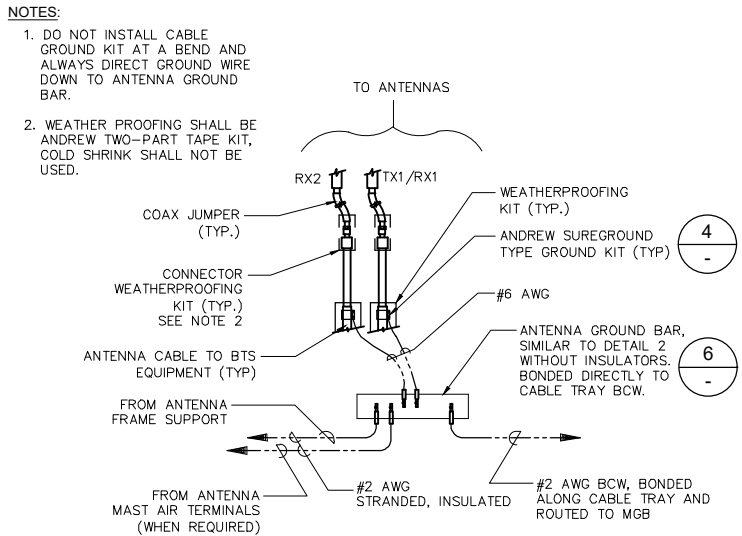 NOTES:
1. DO NOT INSTALL CABLE
GROUND KIT AT A BEND AND
ALWAYS DIRECT GROUND WIRE
DOWN TO ANTENNA GROUND
BAR.
2. WEATHER PROOFING SHALL BE
ANDREW TWO-PART TAPE KIT,
COLD SHRINK SHALL NOT BE
USED.
TO ANTENNAS
RX2
TX1/RX1
COAX JUMPER
(TYP.)
WEATHERPROOFING
KIT (TYP.)
ANDREW SUREGROUND
TYPE GROUND KIT (TYP)
4
-
CONNECTOR
WEATHERPROOFING
KIT (TYP.)
SEE NOTE 2
#6 AWG
ANTENNA CABLE TO BTS
EQUIPMENT (TYP)
ANTENNA GROUND BAR,
SIMILAR TO DETAIL 2
WITHOUT INSULATORS.
BONDED DIRECTLY TO
CABLE TRAY BCW.
6
-
FROM ANTENNA
FRAME SUPPORT
FROM ANTENNA
MAST AIR TERMINALS
(WHEN REQUIRED)
#2 AWG
STRANDED, INSULATED
#2 AWG BCW, BONDED
ALONG CABLE TRAY AND
ROUTED TO MGB